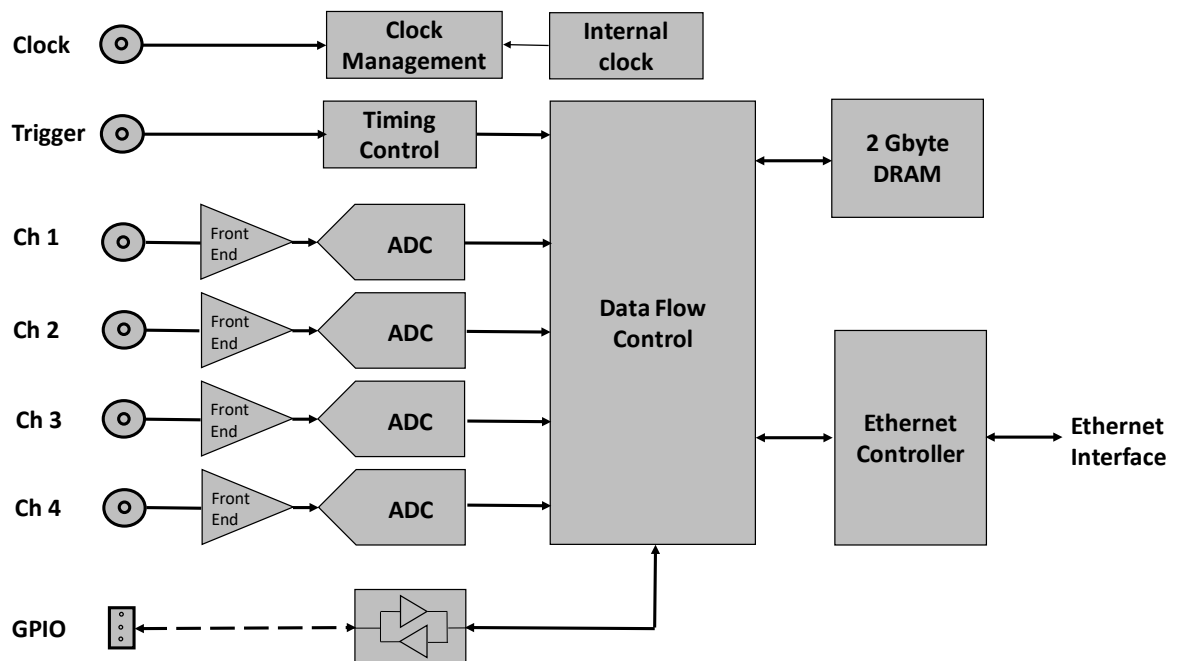 Clock
Clock
Management
Internal
clock
Trigger
Timing
Control
2 Gbyte
DRAM
Ch 1
Front
End
ADC
Ch 2
Front
End
ADC
Data Flow
Control
Ch 3
Front
End
ADC
Ethernet
Controller
Ethernet
Interface
Ch 4
Front
End
ADC
GPIO